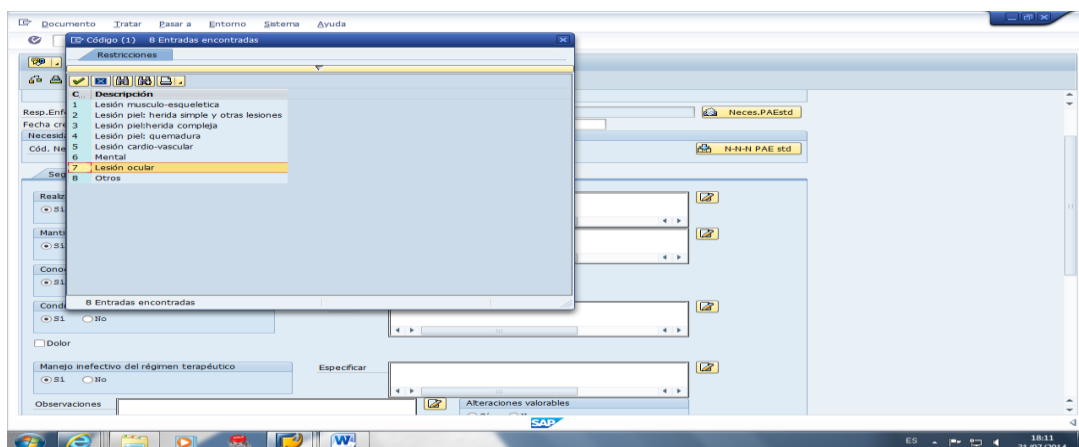 Documento Tratar Pasar a Entorno Sistema Ayuda
Código (1) 8 Entradas encontradas
Restricciones
C.. Descripción
1 Lesión musculo-esqueletica
2 Lesión piel: herida simple y otras lesiones
3 Lesión piel:herida compleja
4 Lesión piel: quemadura
5 Lesión cardio-vascular
6 Mental
7 Lesión ocular
8 Otros
8 Entradas encontradas
Resp.Enf
Neces.PAEstd
Fecha cre
Necesid
Cód. Ne
N-N-N PAE std
Seg
Realiz
Si
Mant
Si
Cono
Si
Cond
Si No
Dolor
Manejo inefectivo del régimen terapéutico Especificar
Si No
Observaciones Alteraciones valorables
SAP
ES 18:11
21/07/2014